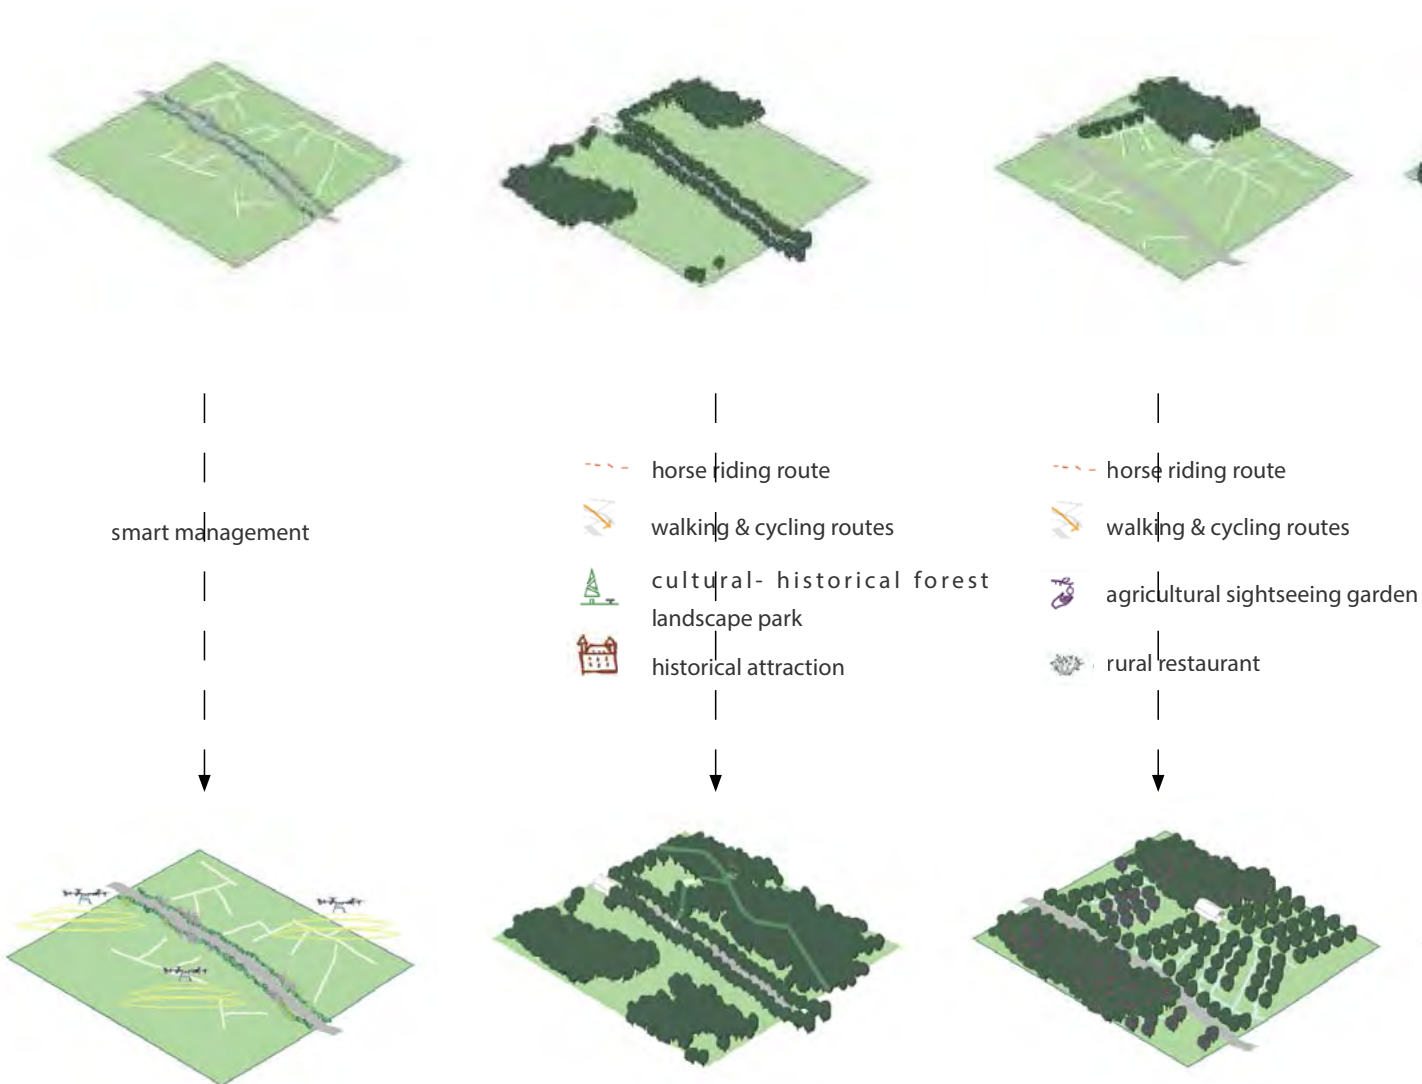 smart management
horse riding route
walking & cycling routes
cultural- historical forest
landscape park
historical attraction
horse riding route
walking & cycling routes
agricultural sightseeing garden
rural restaurant